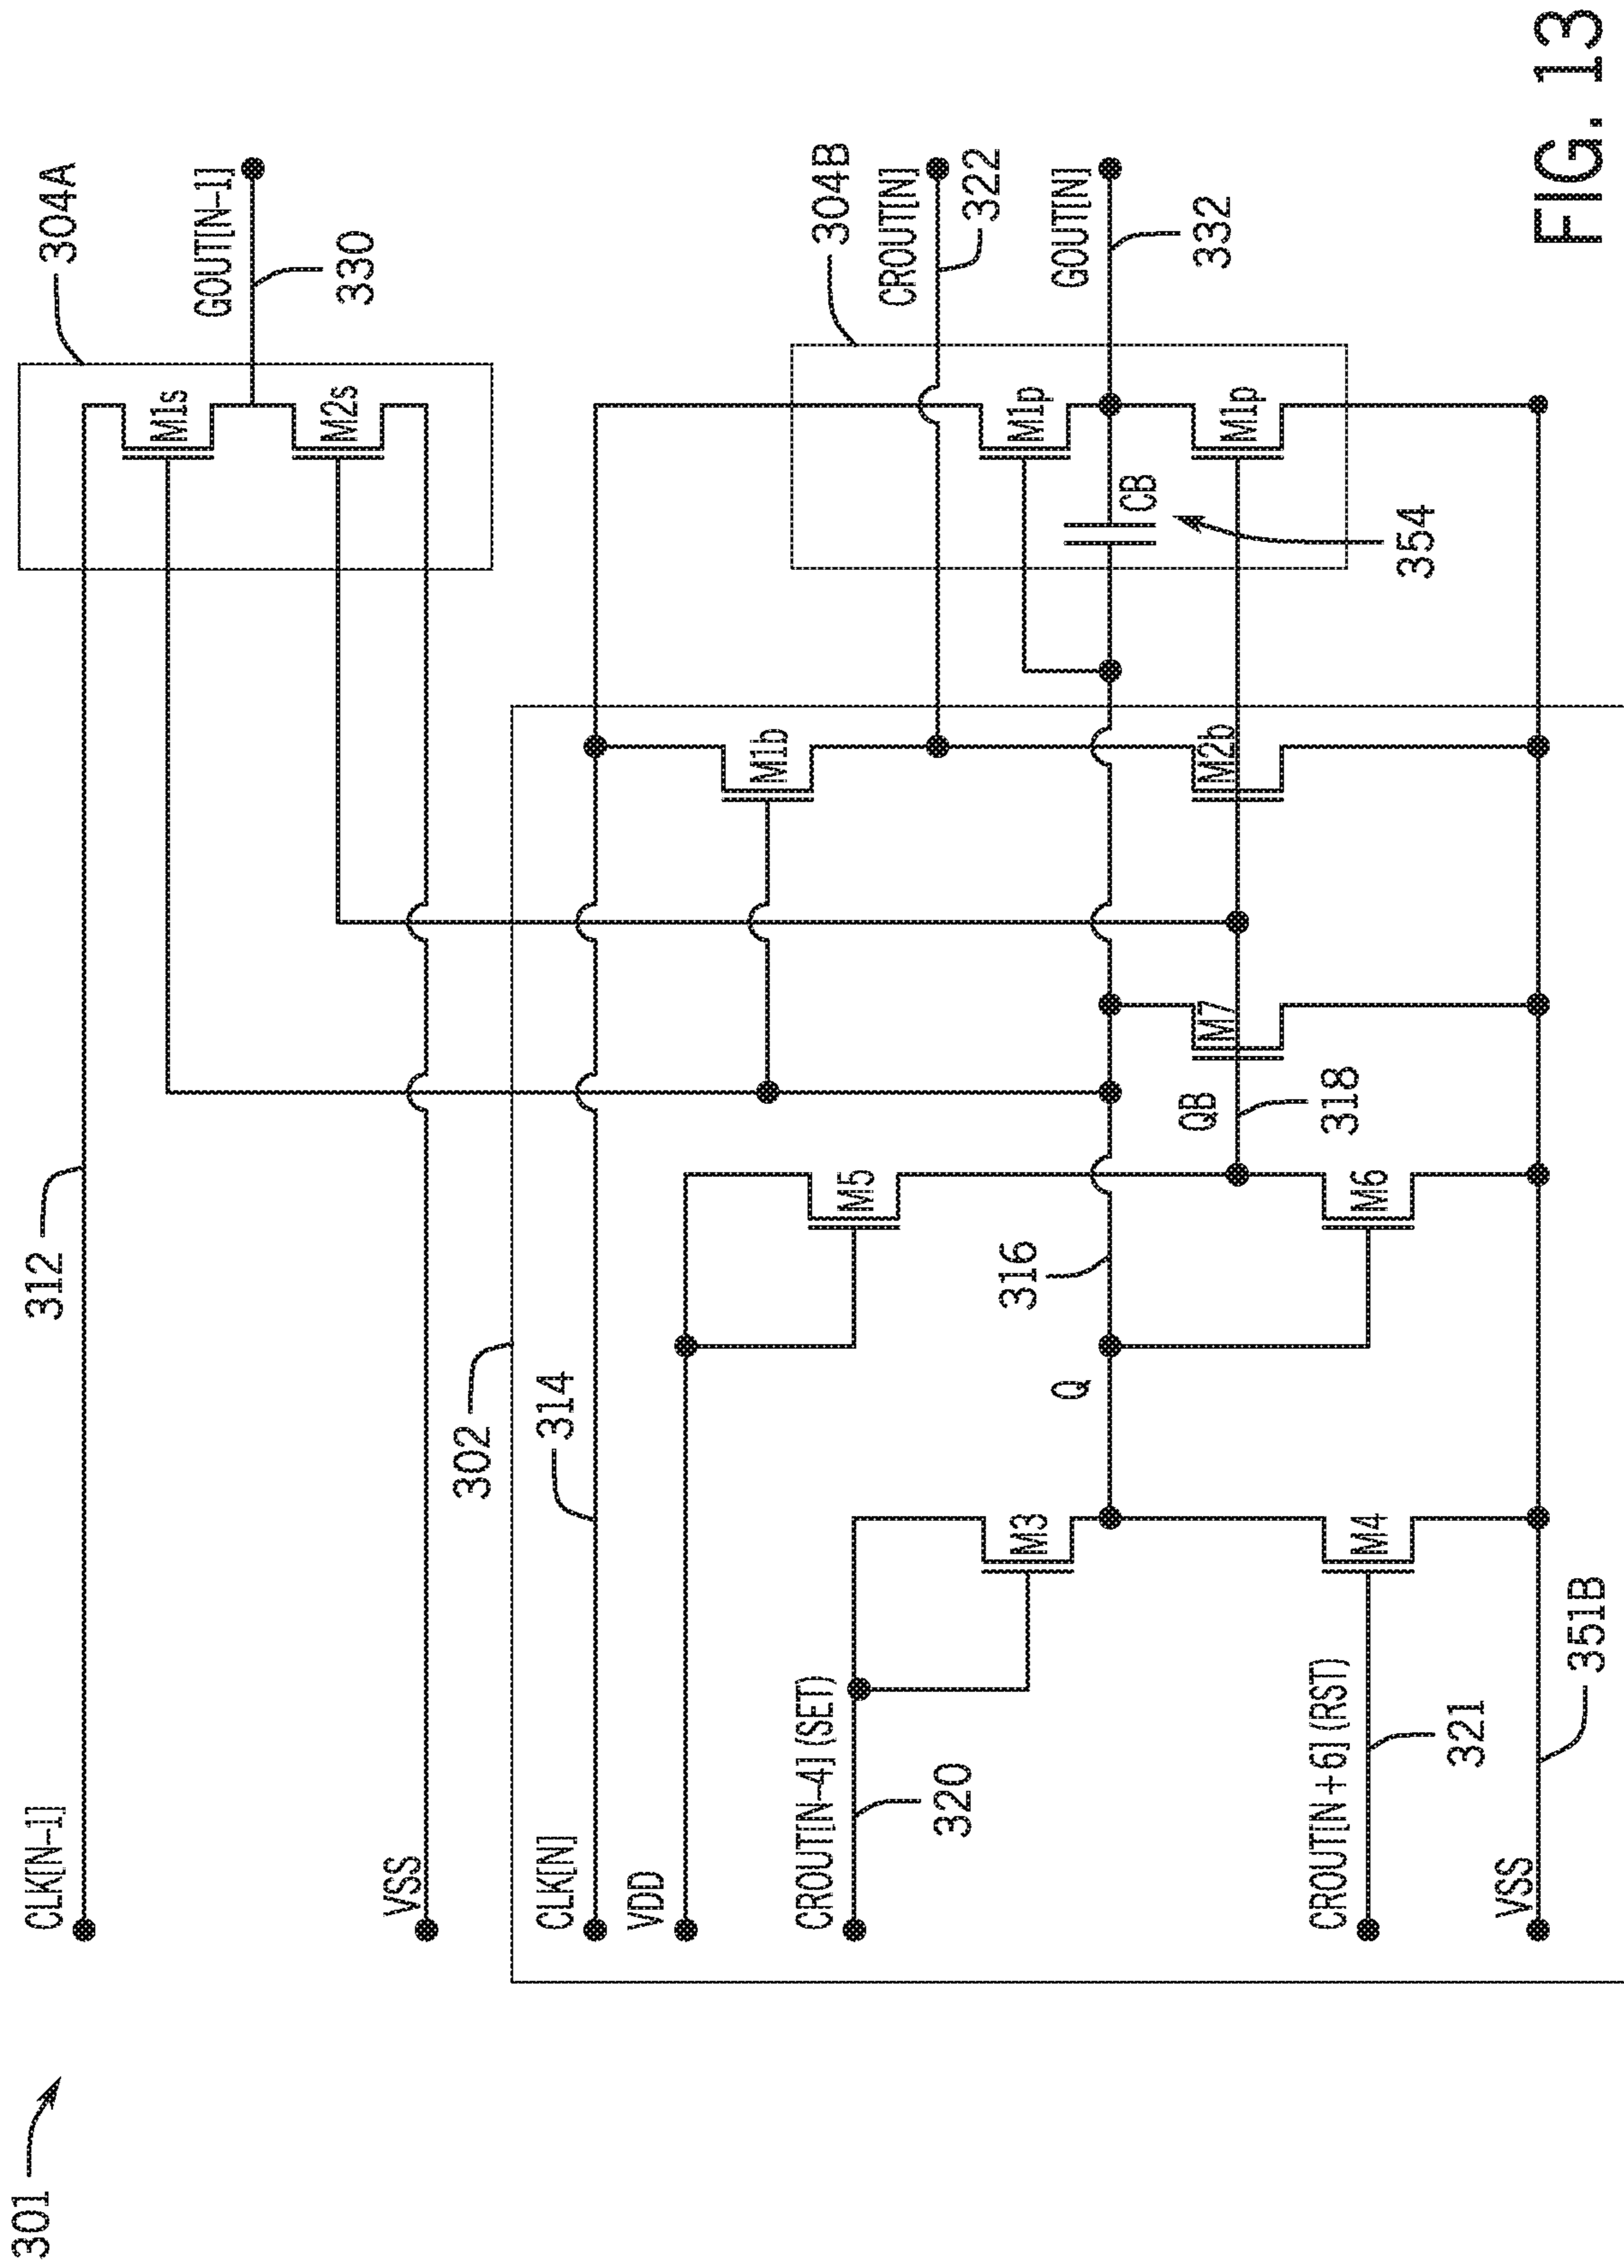 301
CLK[N-1]
312
304A
M1s
GOUT[N-1]
330
M2s
VSS
302
CLK[N]
314
VDD
M1b
304B
CROUT[N-4] (SET)
320
M5
CROUT[N]
322
M3
316
Q
M1p
GOUT[N]
332
CB
354
QB
318
M7
M2b
M1p
CROUT[N+6] (RST)
321
M4
M6
VSS
351B
FIG. 13